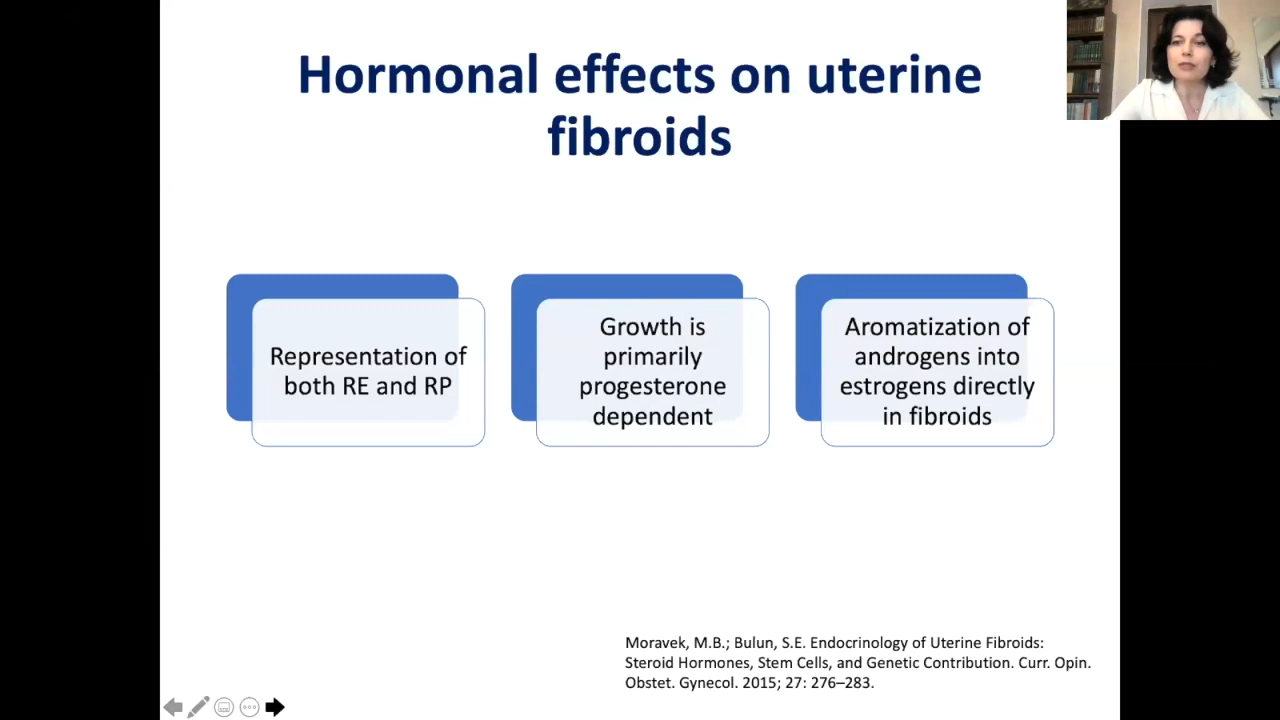 Hormonal effects on uterine
fibroids
Representation of
both RE and RP
Growth is
primarily
progesterone
dependent
Aromatization of
androgens into
estrogens directly
in fibroids
Moravek, M.B.; Bulun, S.E. Endocrinology of Uterine Fibroids:
Steroid Hormones, Stem Cells, and Genetic Contribution. Curr. Opin.
Obstet. Gynecol. 2015; 27: 276–283.